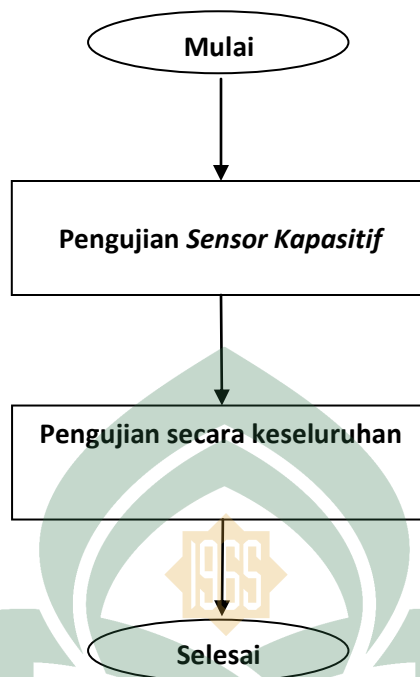 Mulai
Pengujian Sensor Kapasitif
Pengujian secara keseluruhan
1965
Selesai